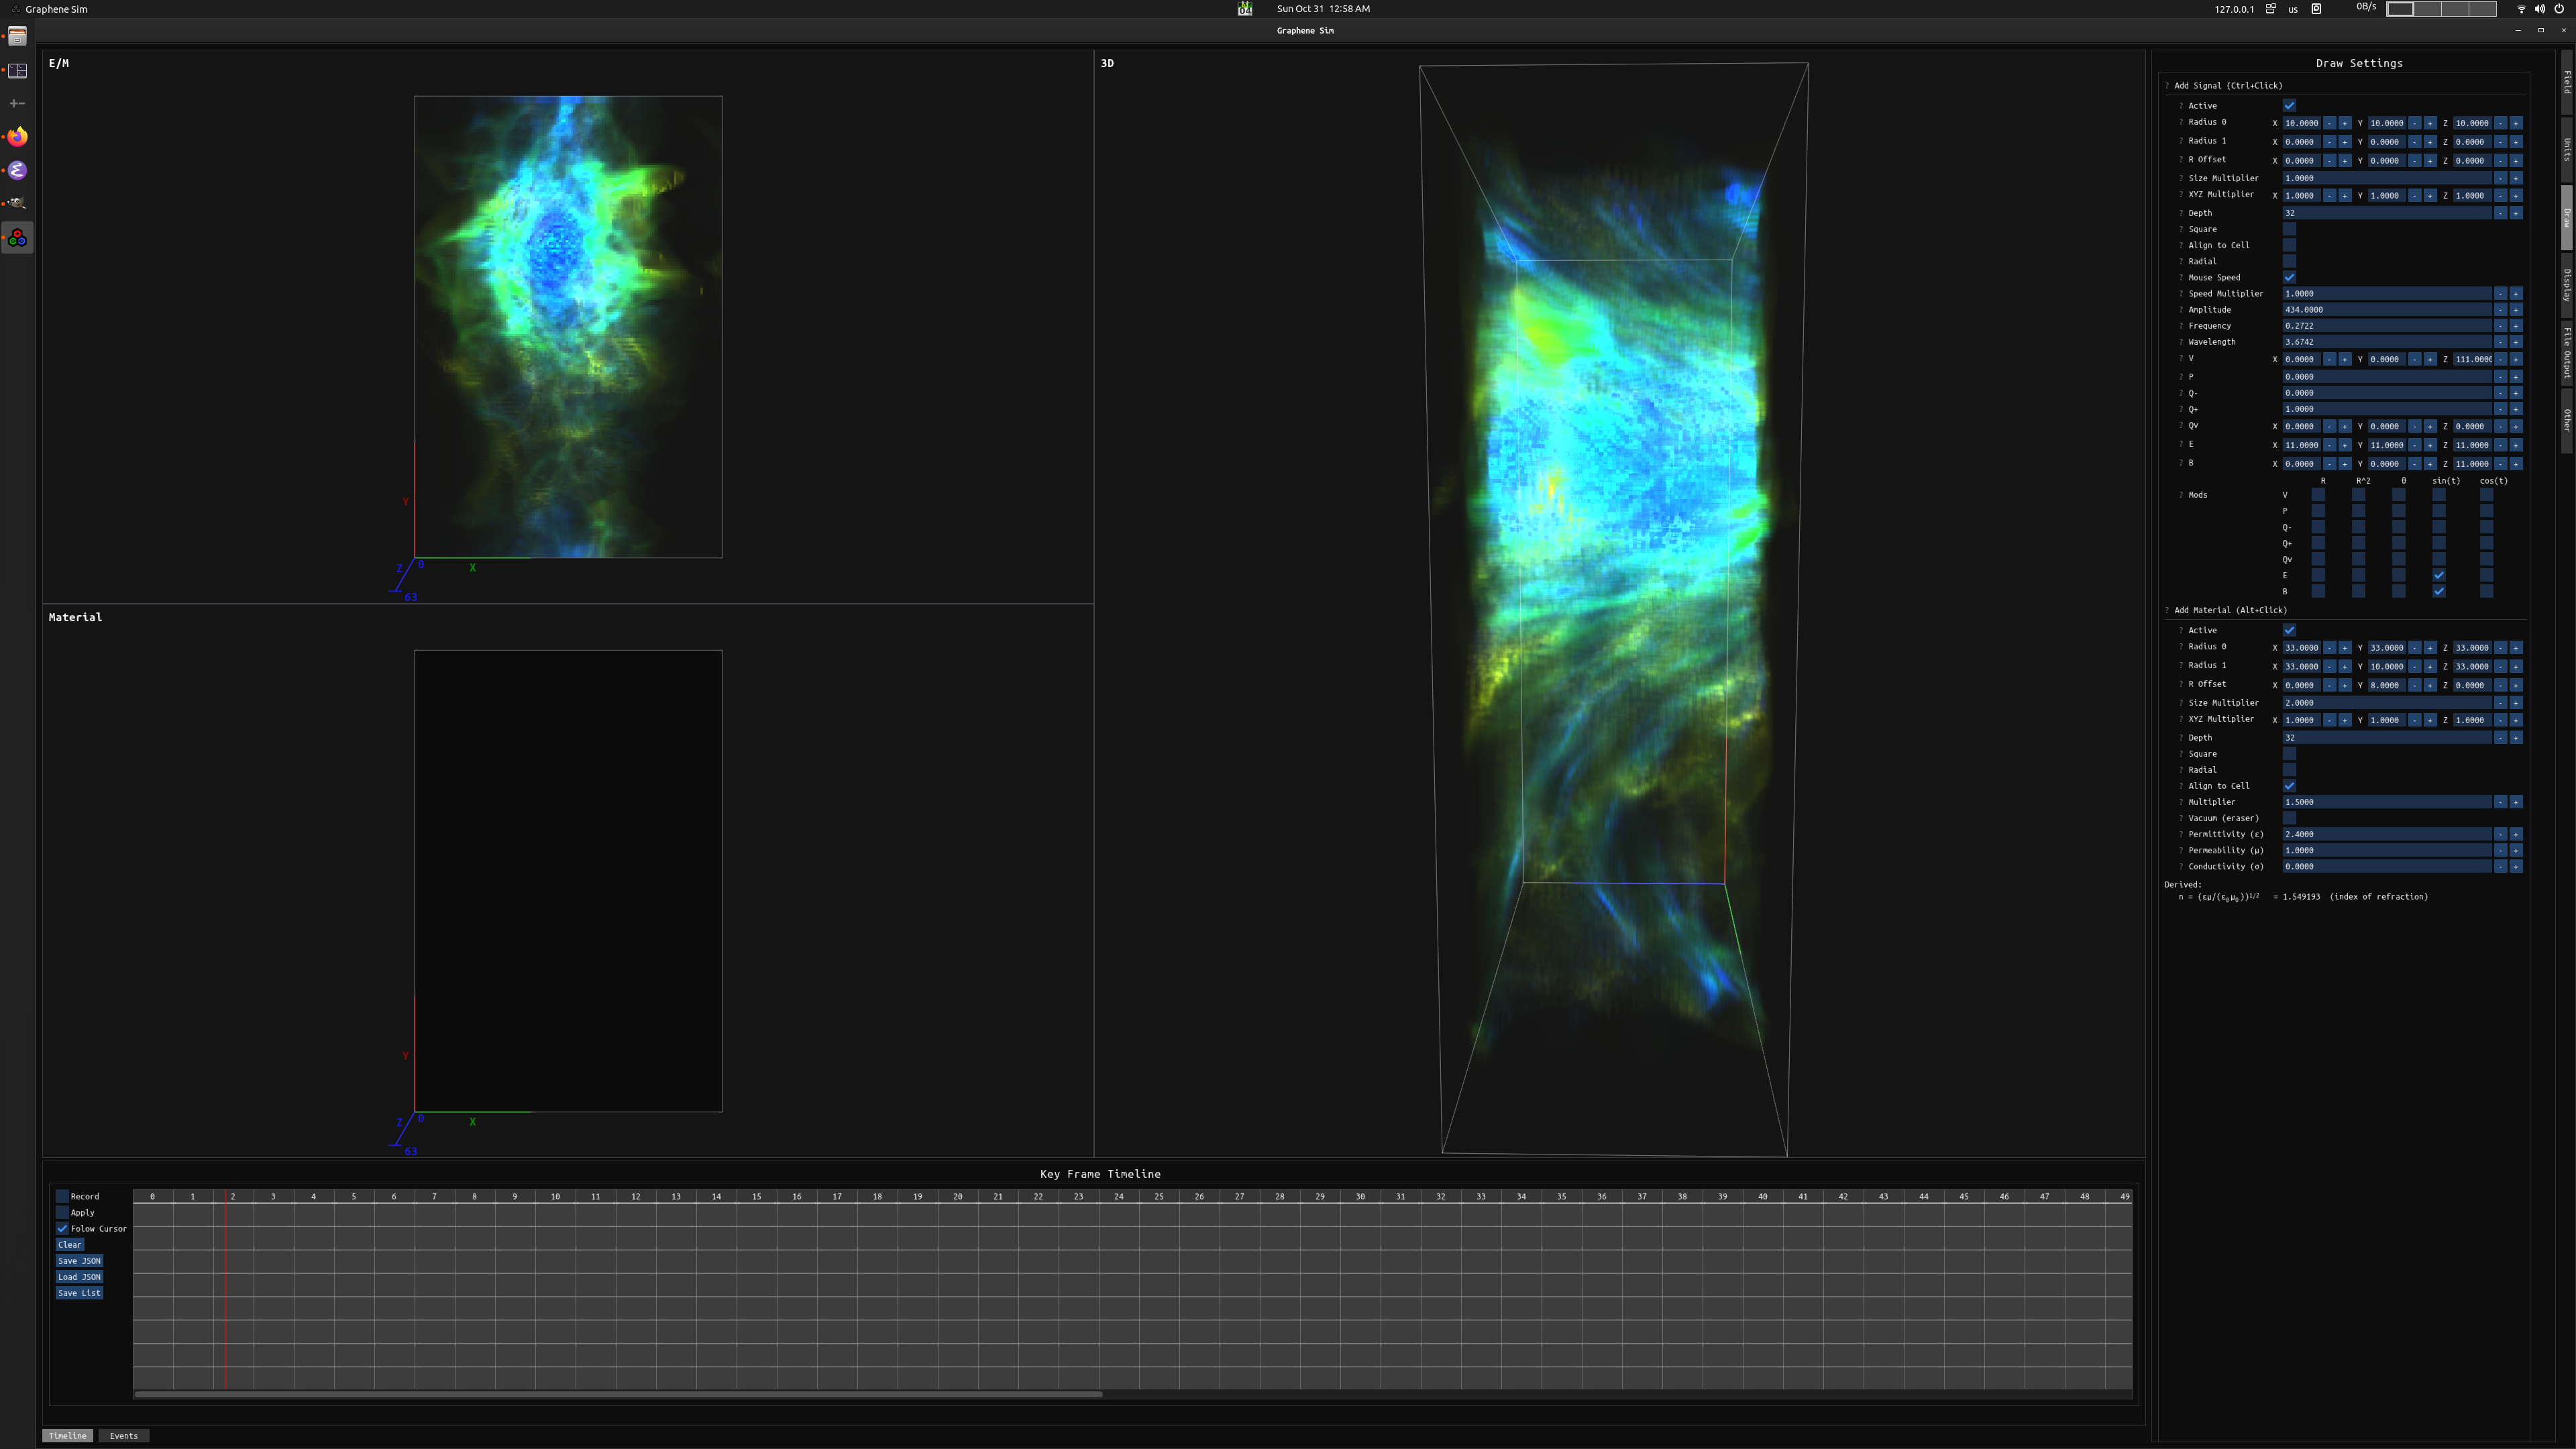 Graphene Sim
04
Sun Oct 31 12:58 AM
127.0.0.1 us 0B/s
Graphene Sim
E/M
Y
Z 0 X
63
Material
Y
Z 0 X
63
3D
Draw Settings
? Add Signal (Ctrl+Click)
? Active
? Radius 0 X 10.0000 - + Y 10.0000 - + Z 10.0000 - +
? Radius 1 X 0.0000 - + Y 0.0000 - + Z 0.0000 - +
? R Offset X 0.0000 - + Y 0.0000 - + Z 0.0000 - +
? Size Multiplier 1.0000 - +
? XYZ Multiplier X 1.0000 - + Y 1.0000 - + Z 1.0000 - +
? Depth 32 - +
? Square
? Align to Cell
? Radial
? Mouse Speed
? Speed Multiplier 1.0000 - +
? Amplitude 434.0000 - +
? Frequency 0.2722 - +
? Wavelength 3.6742 - +
? V X 0.0000 - + Y 0.0000 - + Z 111.0000 - +
? P 0.0000 - +
? Q- 0.0000 - +
? Q+ 1.0000 - +
? Qv X 0.0000 - + Y 0.0000 - + Z 0.0000 - +
? E X 11.0000 - + Y 11.0000 - + Z 11.0000 - +
? B X 0.0000 - + Y 0.0000 - + Z 11.0000 - +
R R^2 θ sin(t) cos(t)
? Mods V
P
Q-
Q+
Qv
E
B
? Add Material (Alt+Click)
? Active
? Radius 0 X 33.0000 - + Y 33.0000 - + Z 33.0000 - +
? Radius 1 X 33.0000 - + Y 10.0000 - + Z 33.0000 - +
? R Offset X 0.0000 - + Y 8.0000 - + Z 0.0000 - +
? Size Multiplier 2.0000 - +
? XYZ Multiplier X 1.0000 - + Y 1.0000 - + Z 1.0000 - +
? Depth 32 - +
? Square
? Radial
? Align to Cell
? Multiplier 1.5000 - +
? Vacuum (eraser)
? Permittivity (ε) 2.4000 - +
? Permeability (μ) 1.0000 - +
? Conductivity (σ) 0.0000 - +
Derived:
n = (εμ/(ε₀μ₀))¹ᐟ² = 1.549193 (index of refraction)
Field
Units
Draw
Display
File Output
Other
Key Frame Timeline
Record
Apply
Folow Cursor
Clear
Save JSON
Load JSON
Save List
0 1 2 3 4 5 6 7 8 9 10 11 12 13 14 15 16 17 18 19 20 21 22 23 24 25 26 27 28 29 30 31 32 33 34 35 36 37 38 39 40 41 42 43 44 45 46 47 48 49
Timeline Events